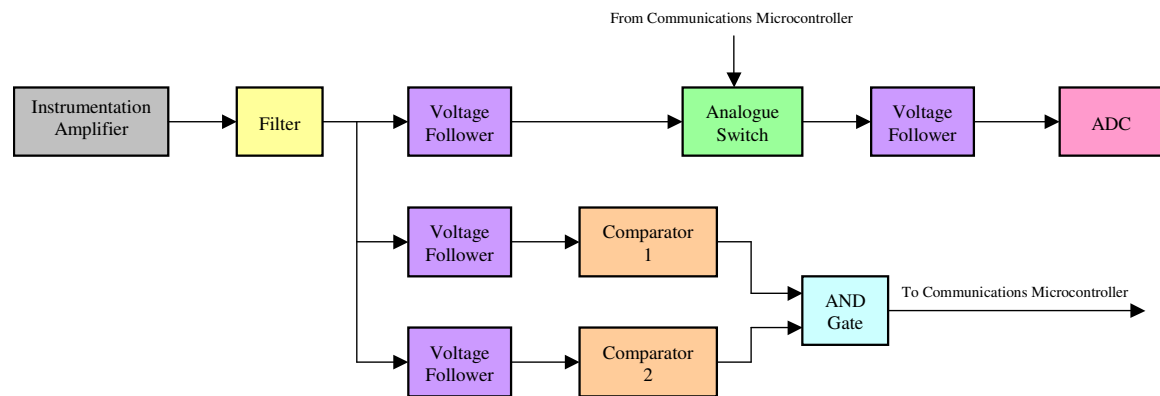 From Communications Microcontroller
Instrumentation
Amplifier
Filter
Voltage
Follower
Analogue
Switch
Voltage
Follower
ADC
Voltage
Follower
Comparator
1
AND
Gate
To Communications Microcontroller
Voltage
Follower
Comparator
2